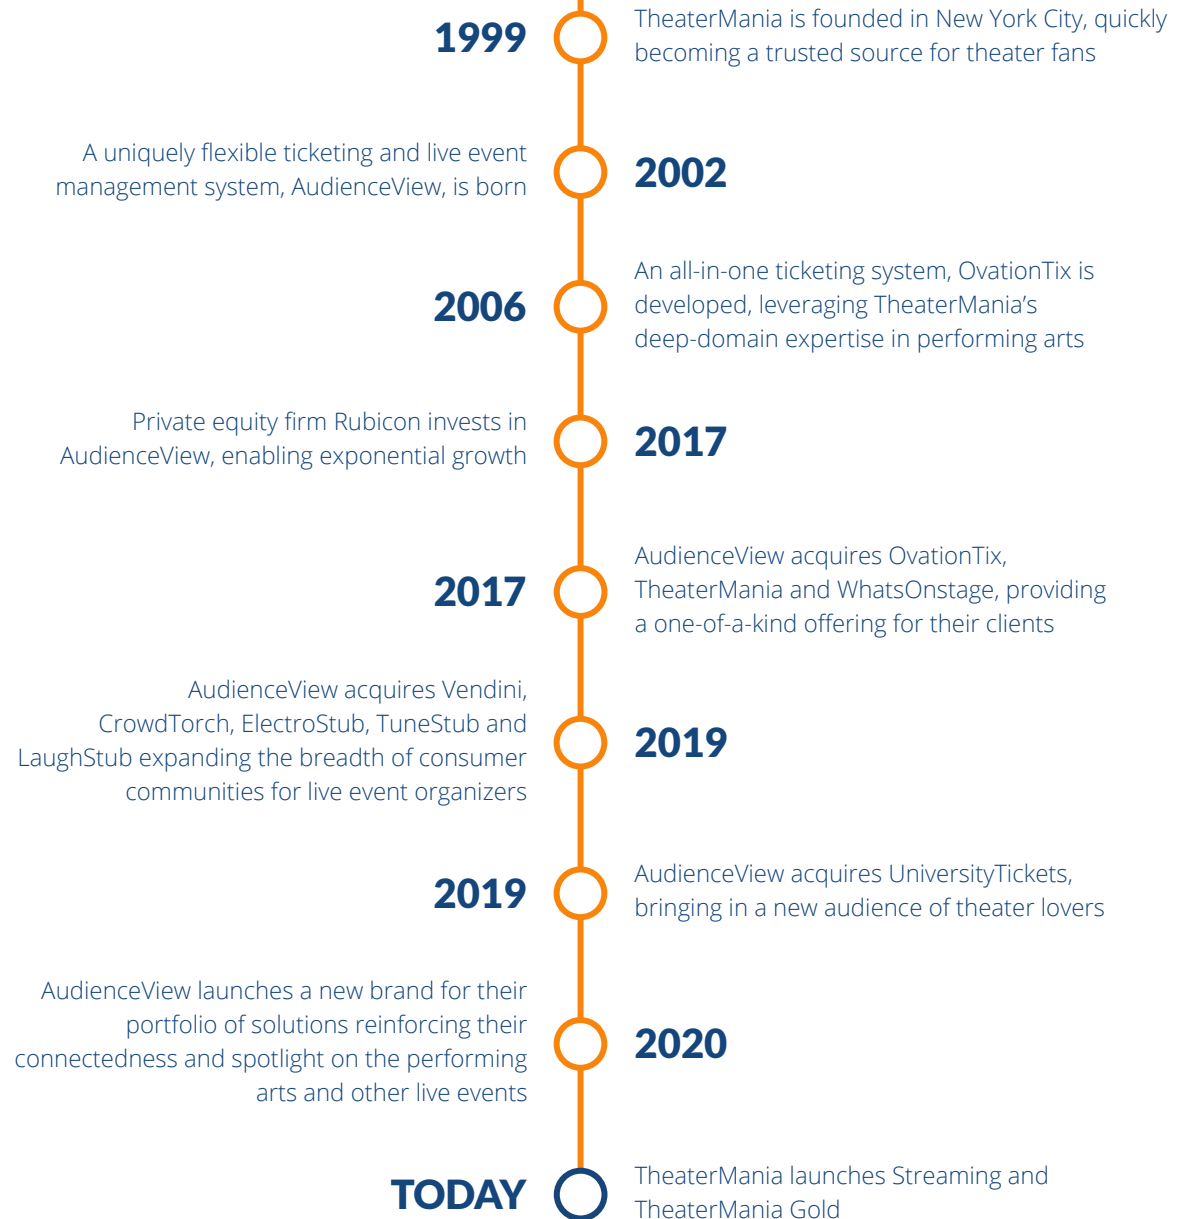 1999
TheaterMania is founded in New York City, quickly
becoming a trusted source for theater fans
A uniquely flexible ticketing and live event
management system, AudienceView, is born
2002
2006
An all-in-one ticketing system, OvationTix is
developed, leveraging TheaterMania’s
deep-domain expertise in performing arts
Private equity firm Rubicon invests in
AudienceView, enabling exponential growth
2017
2017
AudienceView acquires OvationTix,
TheaterMania and WhatsOnstage, providing
a one-of-a-kind offering for their clients
AudienceView acquires Vendini,
CrowdTorch, ElectroStub, TuneStub and
LaughStub expanding the breadth of consumer
communities for live event organizers
2019
2019
AudienceView acquires UniversityTickets,
bringing in a new audience of theater lovers
AudienceView launches a new brand for their
portfolio of solutions reinforcing their
connectedness and spotlight on the performing
arts and other live events
2020
TODAY
TheaterMania launches Streaming and
TheaterMania Gold